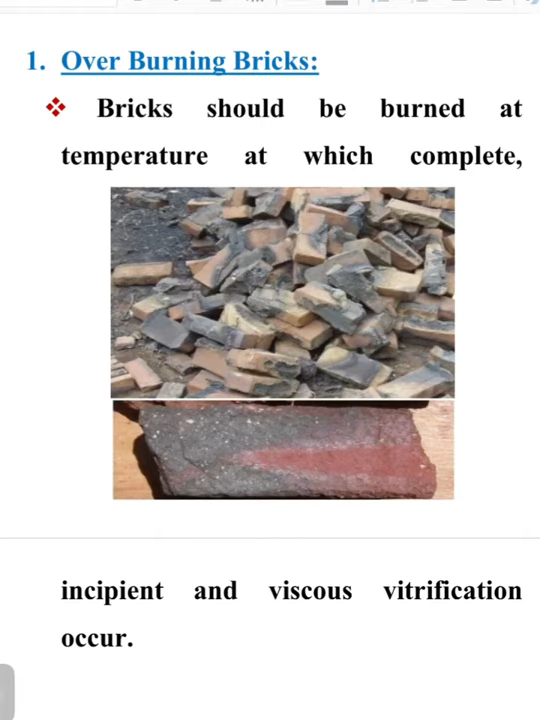 1. Over Burning Bricks:
❖ Bricks should be burned at
temperature at which complete,
incipient and viscous vitrification
occur.